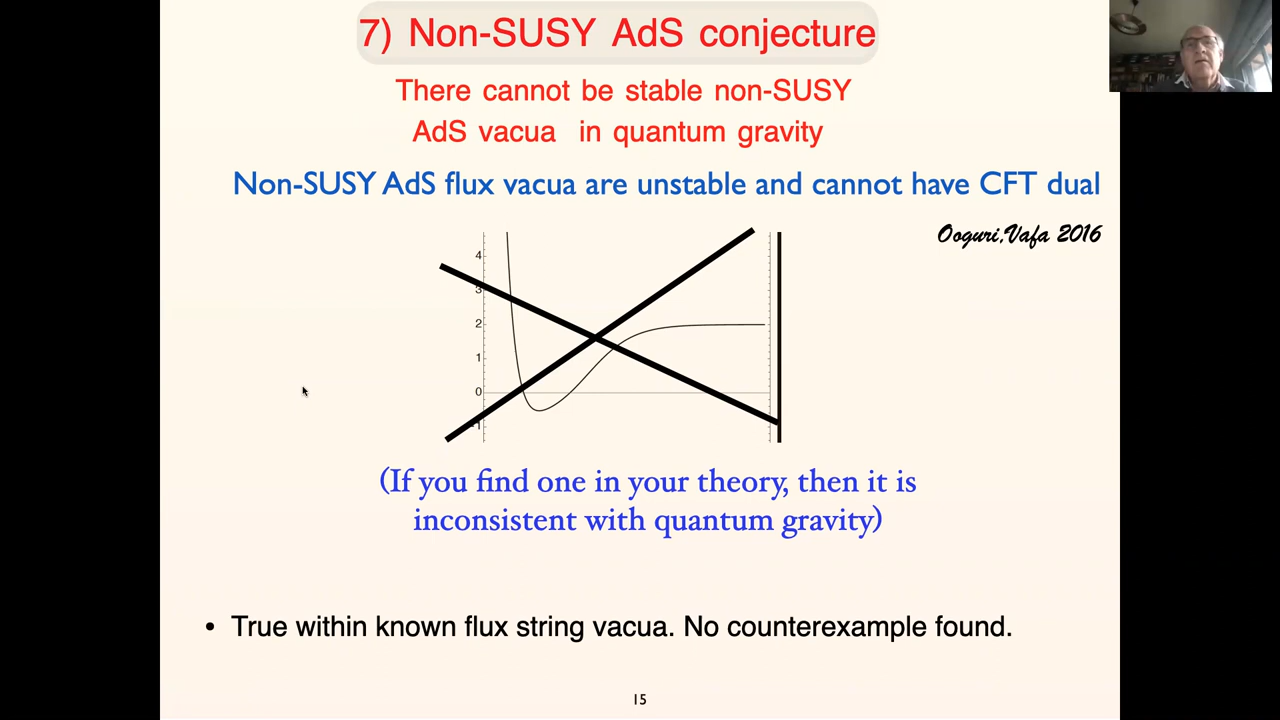 7) Non-SUSY AdS conjecture
There cannot be stable non-SUSY
AdS vacua in quantum gravity
Non-SUSY AdS flux vacua are unstable and cannot have CFT dual
Ooguri,Vafa 2016
4
3
2
1
0
(If you find one in your theory, then it is
inconsistent with quantum gravity)
• True within known flux string vacua. No counterexample found.
15